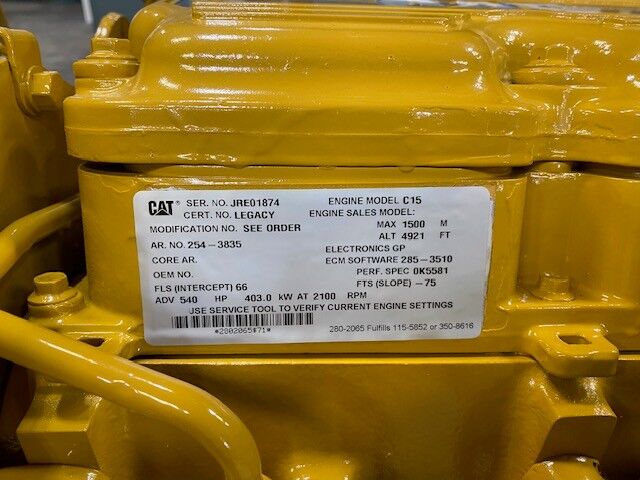 CAT SER. NO. JRE01874 ENGINE MODEL C15
CERT. NO. LEGACY ENGINE SALES MODEL:
MODIFICATION NO. SEE ORDER MAX 1500 M
AR. NO. 254-3835 ALT 4921 FT
CORE AR. ELECTRONICS GP
OEM NO. ECM SOFTWARE 285-3510
PERF. SPEC 0K5581
FLS (INTERCEPT) 66 FTS (SLOPE) -75
ADV 540 HP 403.0 kW AT 2100 RPM
USE SERVICE TOOL TO VERIFY CURRENT ENGINE SETTINGS
280-2065 Fulfills 115-5852 or 350-8616
*2802065$71*